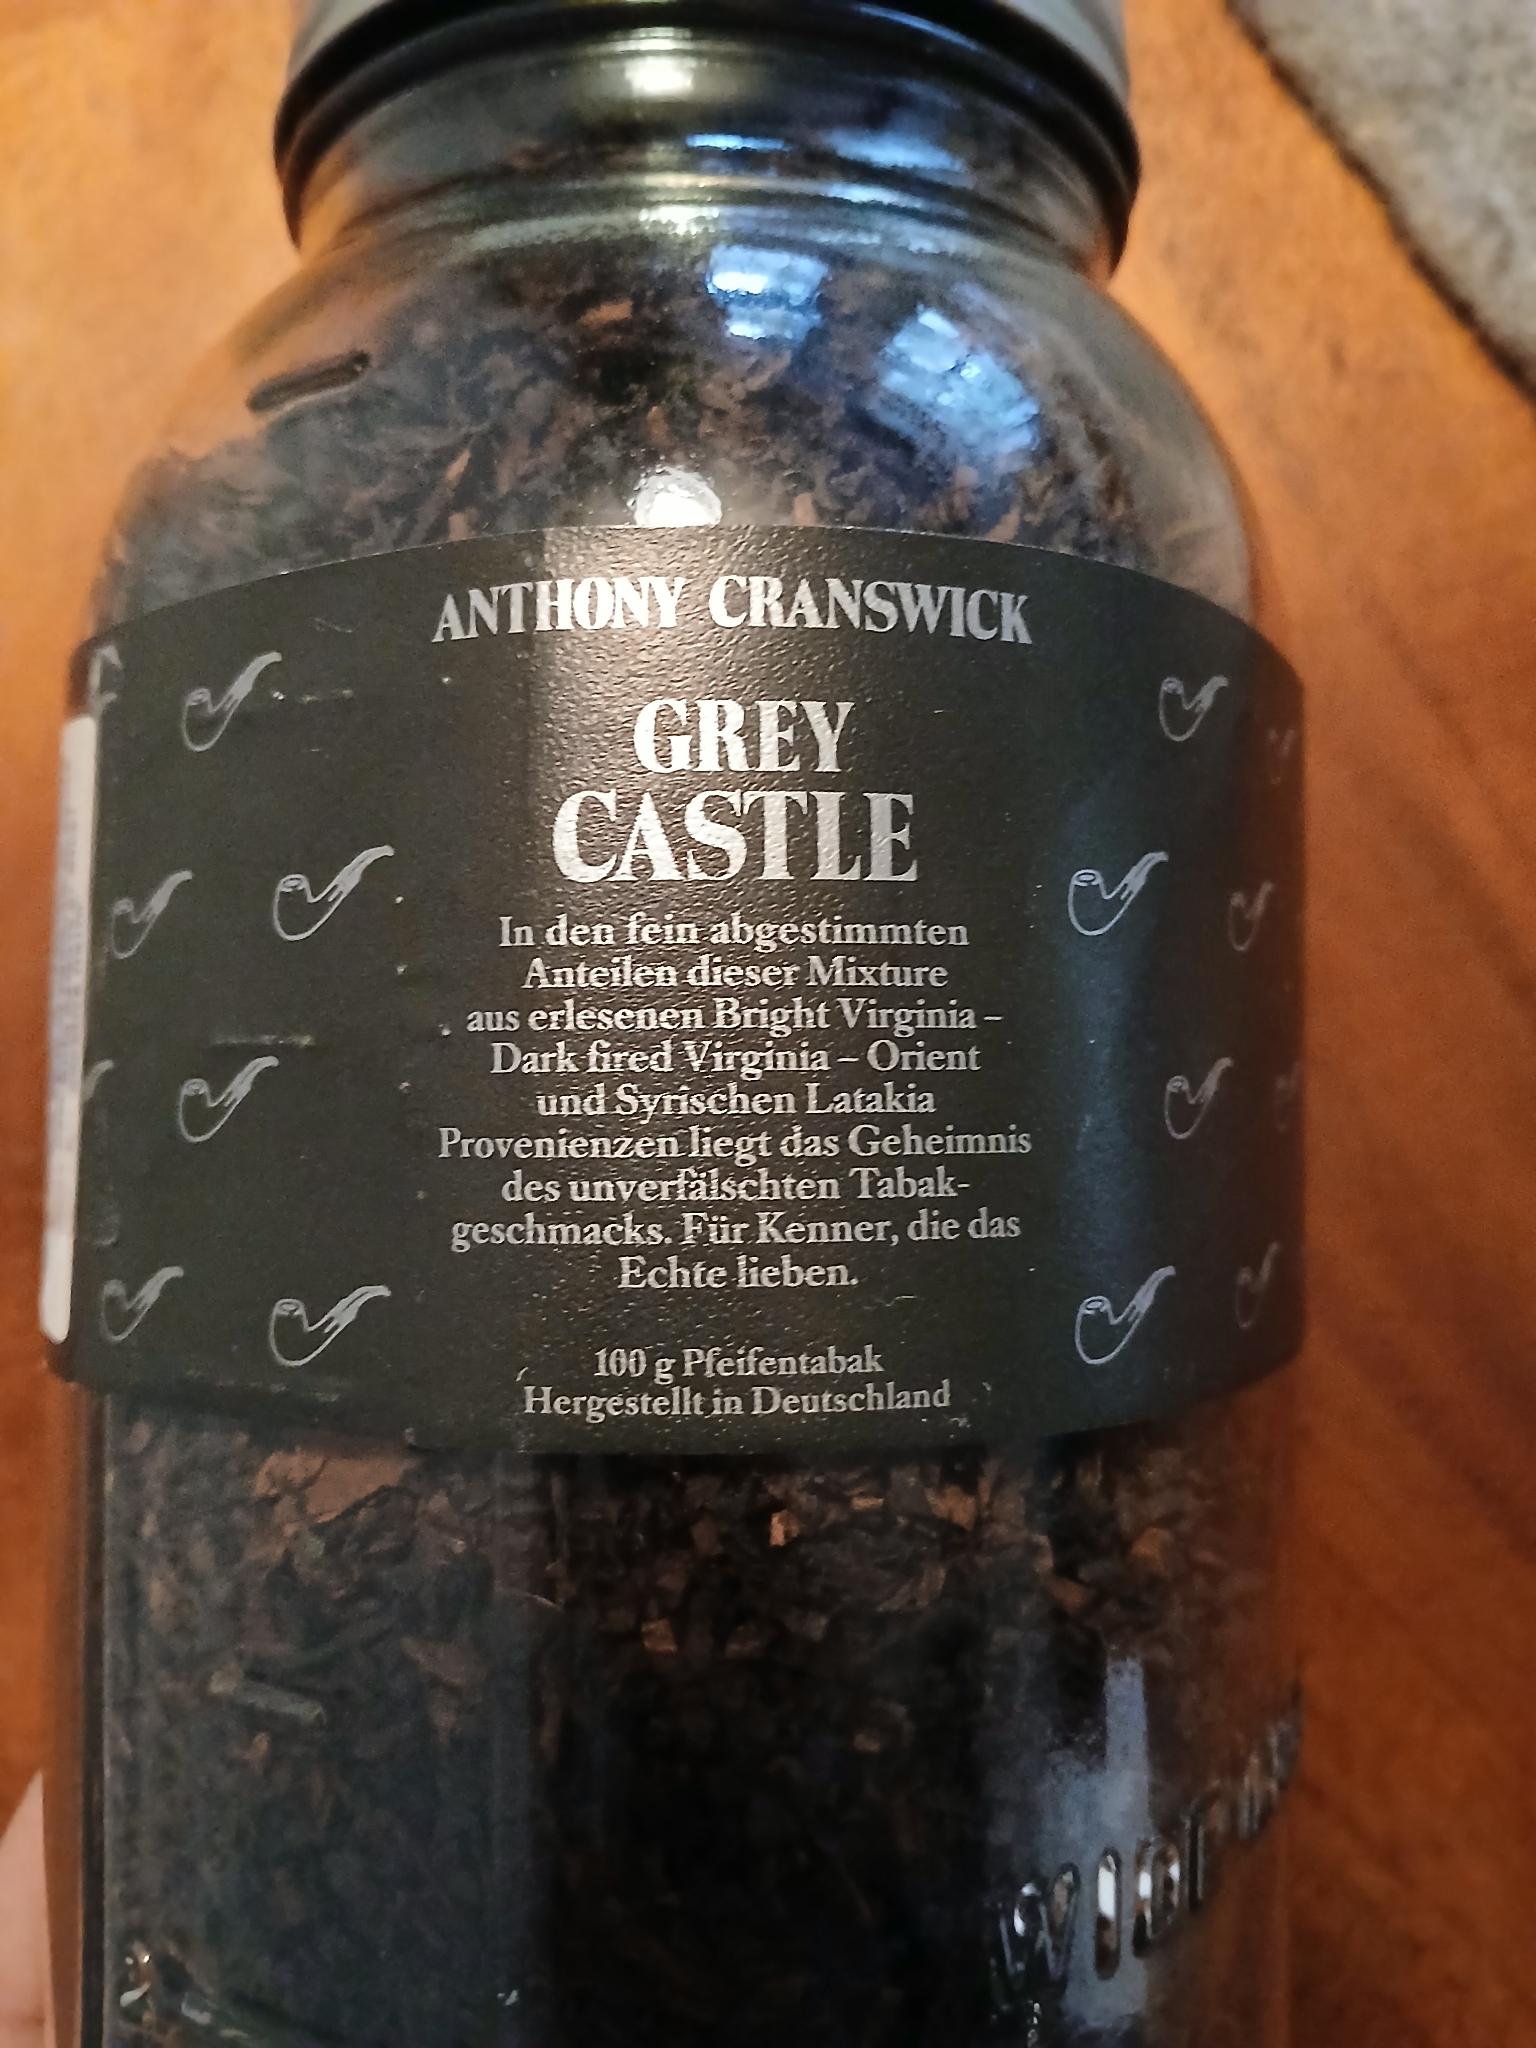 ANTHONY CRANSWICK
GREY
CASTLE
In den fein abgestimmten
Anteilen dieser Mixture
aus erlesenen Bright Virginia –
Dark fired Virginia – Orient
und Syrischen Latakia
Provenienzen liegt das Geheimnis
des unverfälschten Tabak-
geschmacks. Für Kenner, die das
Echte lieben.
100 g Pfeifentabak
Hergestellt in Deutschland